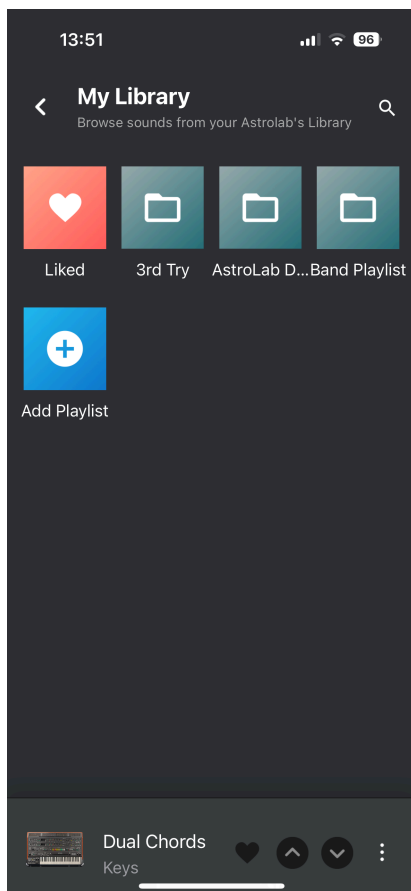 13:51
96
My Library
Browse sounds from your Astrolab's Library
Liked
3rd Try
AstroLab D...
Band Playlist
Add Playlist
Dual Chords
Keys